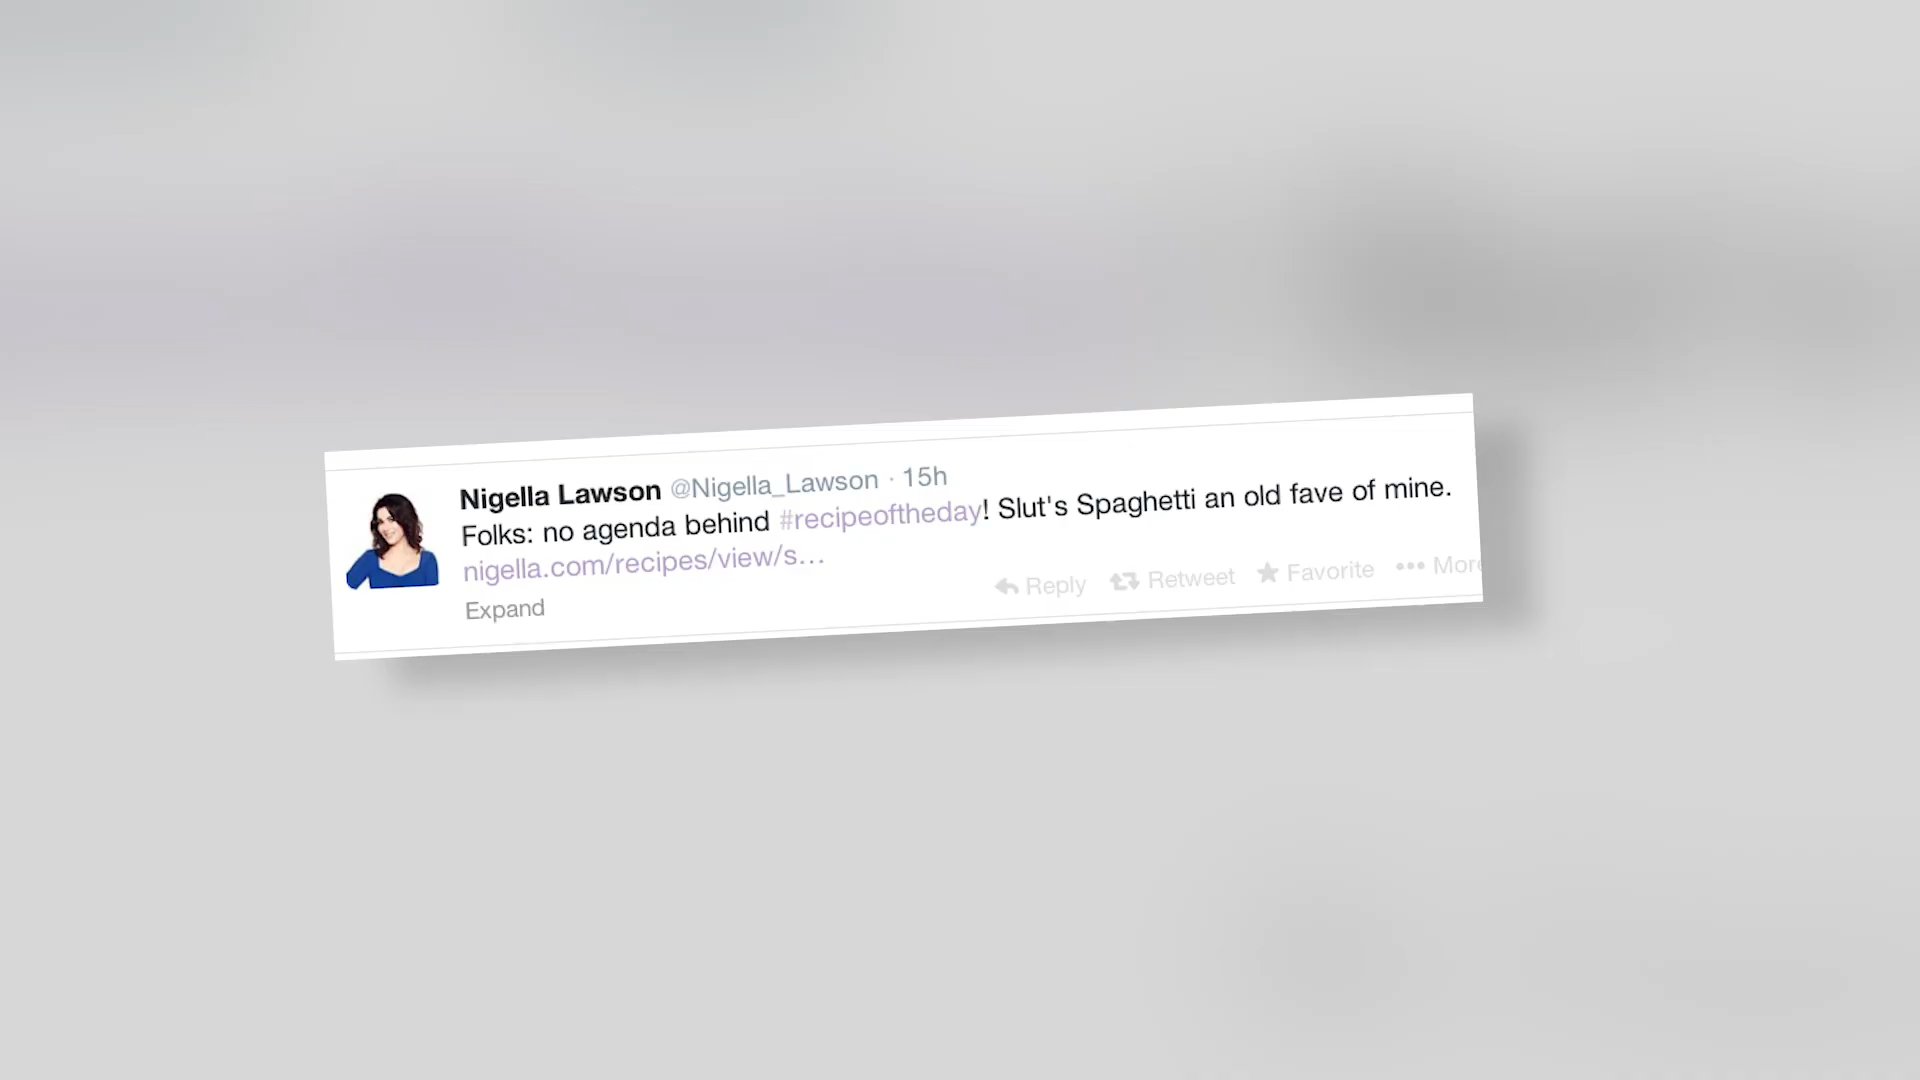 Nigella Lawson @Nigella_Lawson · 15h
Folks: no agenda behind #recipeoftheday! Slut's Spaghetti an old fave of mine.
nigella.com/recipes/view/s...
Expand
Reply Retweet Favorite ••• More